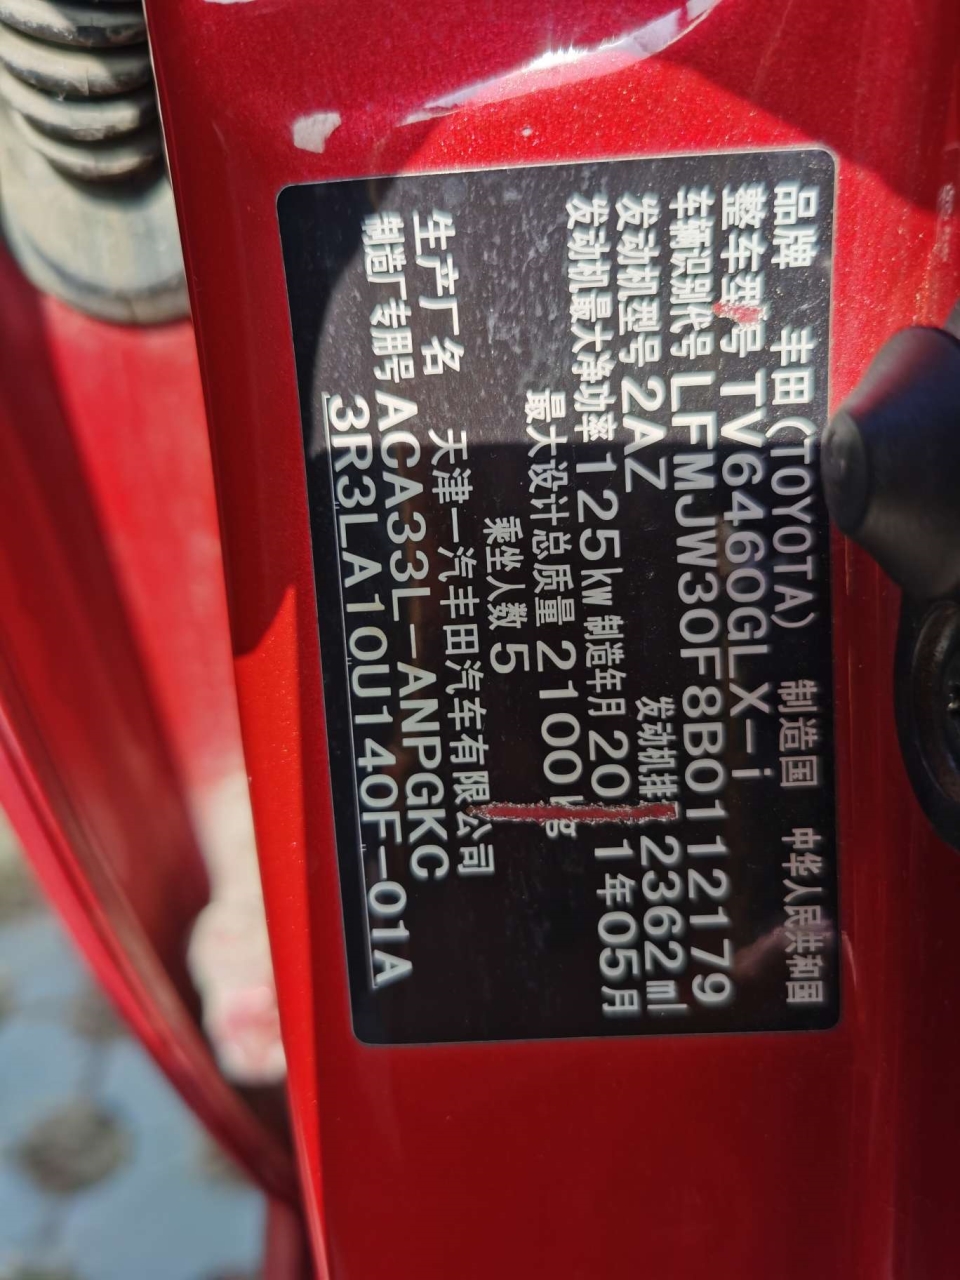 品牌 丰田(TOYOTA) 制造国 中华人民共和国
整车型号 TV6460GLX-i
车辆识别代号 LFMJW30F8B0112179
发动机型号 2AZ 发动机排 2362ml
发动机最大净功率 125kw 制造年月 2011年05月
最大设计总质量 2100kg
乘坐人数 5
生产厂名 天津一汽丰田汽车有限公司
制造厂专用号 ACA33L-ANPGKC
3R3LA10U140F-01A